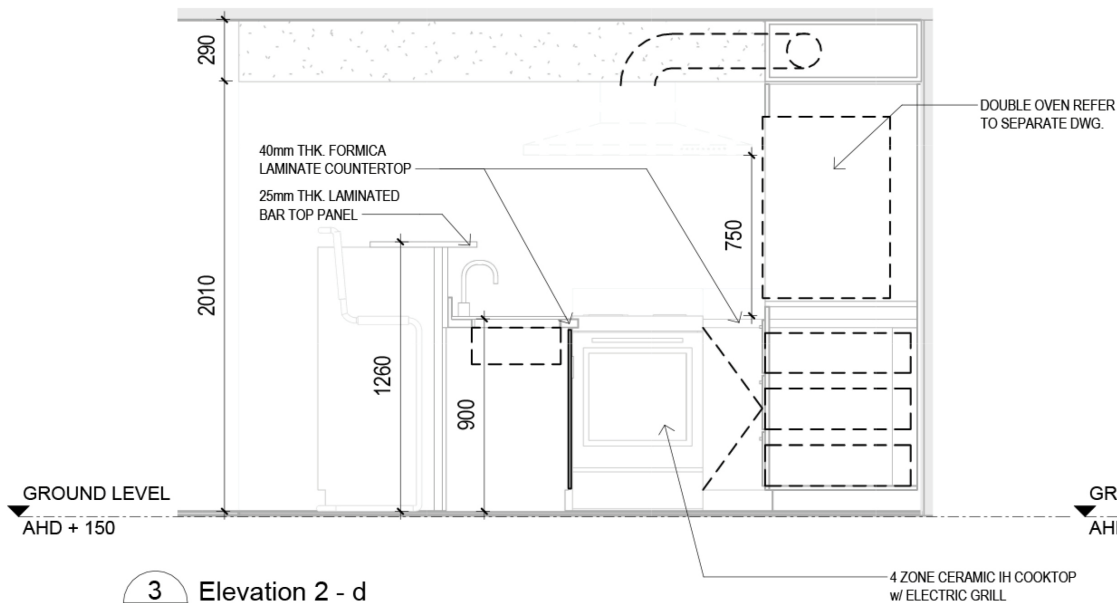 290
DOUBLE OVEN REFER
TO SEPARATE DWG.
40mm THK. FORMICA
LAMINATE COUNTERTOP
25mm THK. LAMINATED
BAR TOP PANEL
750
2010
1260
900
GROUND LEVEL
AHD + 150
GR
AHI
3 Elevation 2 - d
4 ZONE CERAMIC IH COOKTOP
w/ ELECTRIC GRILL